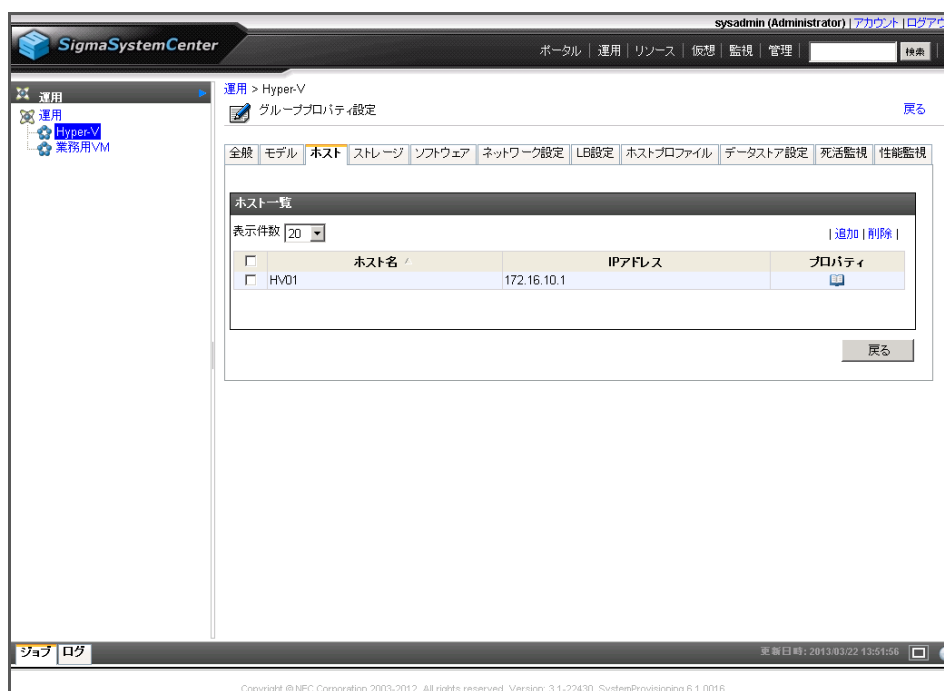 sysadmin (Administrator) | アカウント | ログアウ
SigmaSystemCenter
ポータル | 運用 | リソース | 仮想 | 監視 | 管理 | 検索
運用
運用
Hyper-V
業務用VM
運用 > Hyper-V
グループプロパティ設定
戻る
全般 モデル ホスト ストレージ ソフトウェア ネットワーク設定 LB設定 ホストプロファイル データストア設定 死活監視 性能監視
ホスト一覧
表示件数 20
| 追加 | 削除 |
ホスト名 IPアドレス プロパティ
HV01 172.16.10.1
戻る
ジョブ ログ
更新日時: 2013/03/22 13:51:56
Copyright © NEC Corporation 2003-2012. All rights reserved. Version: 3.1-22430, SystemProvisioning 6.1.0016